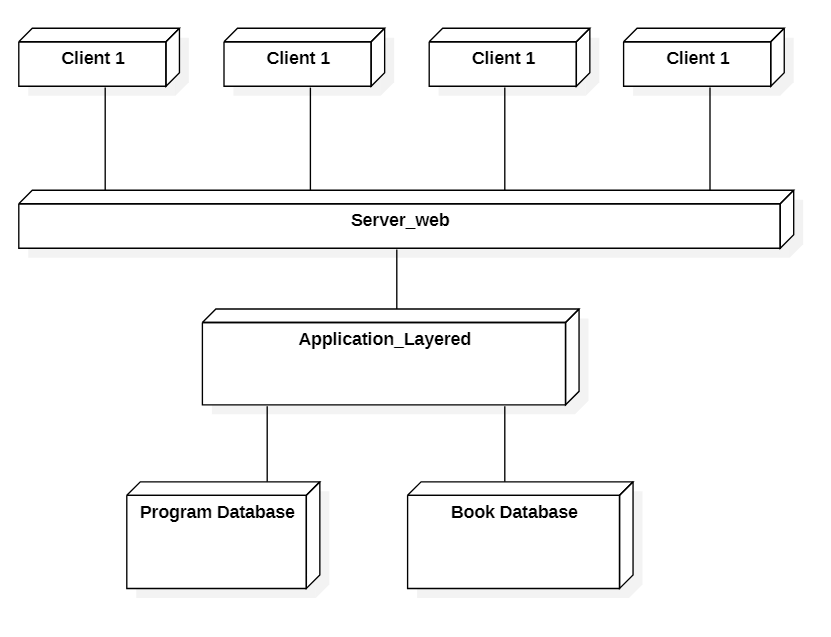 Client 1
Client 1
Client 1
Client 1
Server_web
Application_Layered
Program Database
Book Database